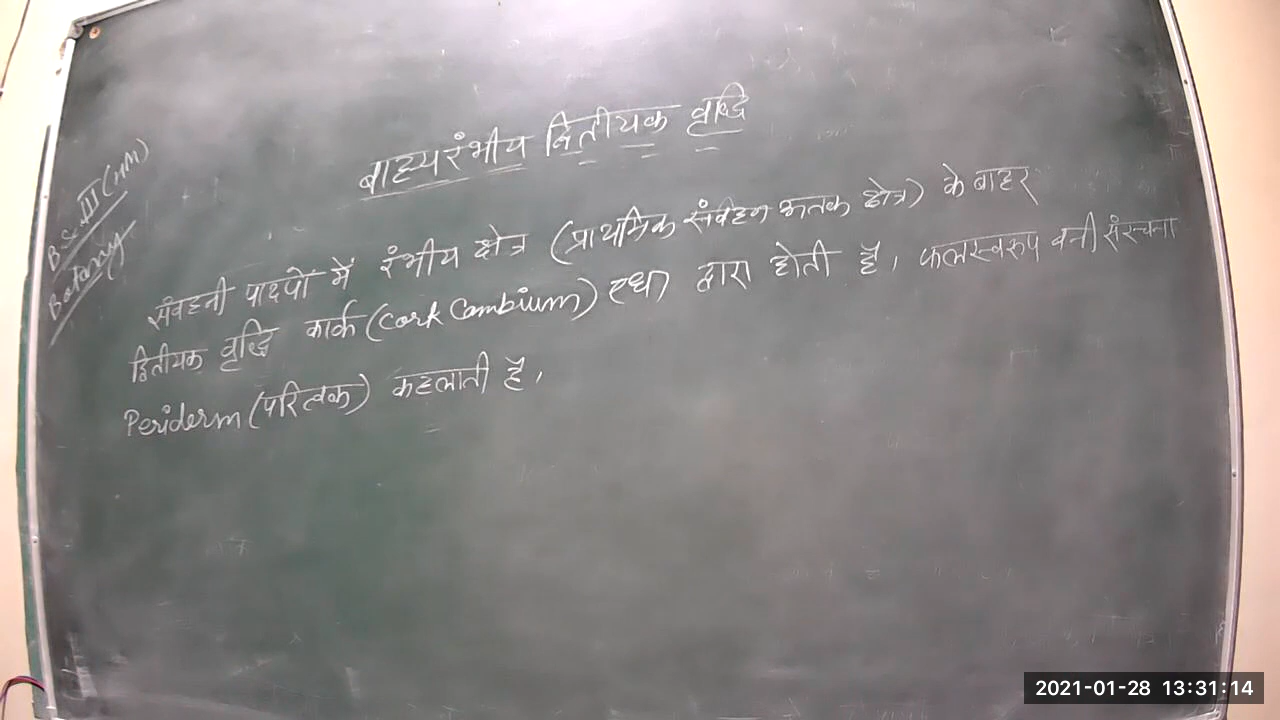 B.Sc. III (HM)
Botany
बाह्यरंभीय द्वितीयक वृद्धि
संवहनी पादपों में रंभीय क्षेत्र (प्राथमिक संवहन ऊतक क्षेत्र) के बाहर
द्वितीयक वृद्धि कार्क (Cork Cambium) एधा द्वारा होती है, फलस्वरूप बनी संरचना
Periderm (परित्वक) कहलाती है,
2021-01-28 13:31:14